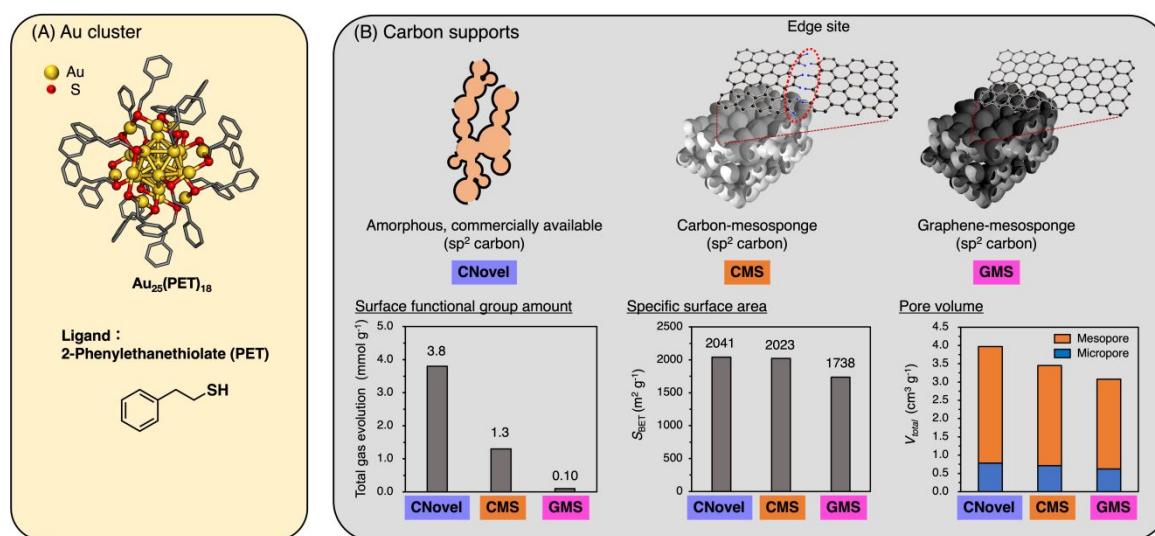 (A) Au cluster
Au
S
Au₂₅(PET)₁₈
Ligand：
2-Phenylethanethiolate (PET)
SH
(B) Carbon supports
Edge site
Amorphous, commercially available
(sp² carbon)
CNovel
Carbon-mesosponge
(sp² carbon)
CMS
Graphene-mesosponge
(sp² carbon)
GMS
Surface functional group amount
Total gas evolution (mmol g⁻¹)
5.0
4.0
3.0
2.0
1.0
0.0
3.8
1.3
0.10
CNovel
CMS
GMS
Specific surface area
S_BET (m² g⁻¹)
2500
2000
1500
1000
500
0
2041
2023
1738
CNovel
CMS
GMS
Pore volume
V_total (cm³ g⁻¹)
4.5
4.0
3.5
3.0
2.5
2.0
1.5
1.0
0.5
0.0
Mesopore
Micropore
CNovel
CMS
GMS